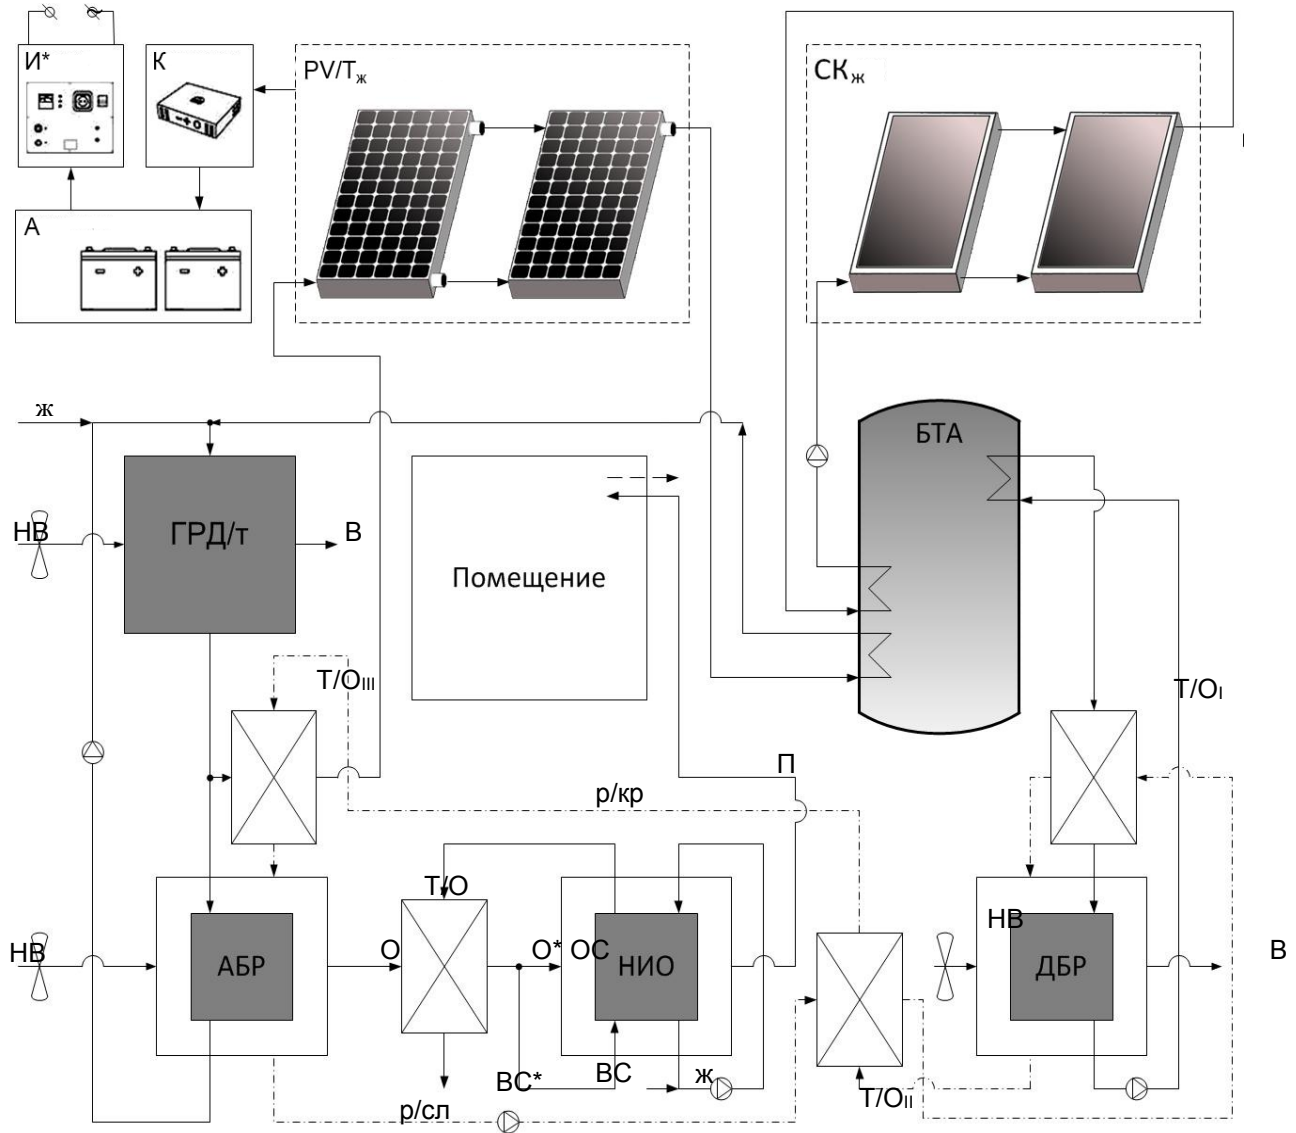 И*
К
PV/Tж
СКж
А
ж
БТА
НВ
ГРД/т
В
Помещение
Т/ОIII
Т/ОI
П
р/кр
Т/О
НВ
НВ
АБР
О
О*
ОС
НИО
ДБР
В
ВС*
ВС
ж
Т/ОII
р/сл